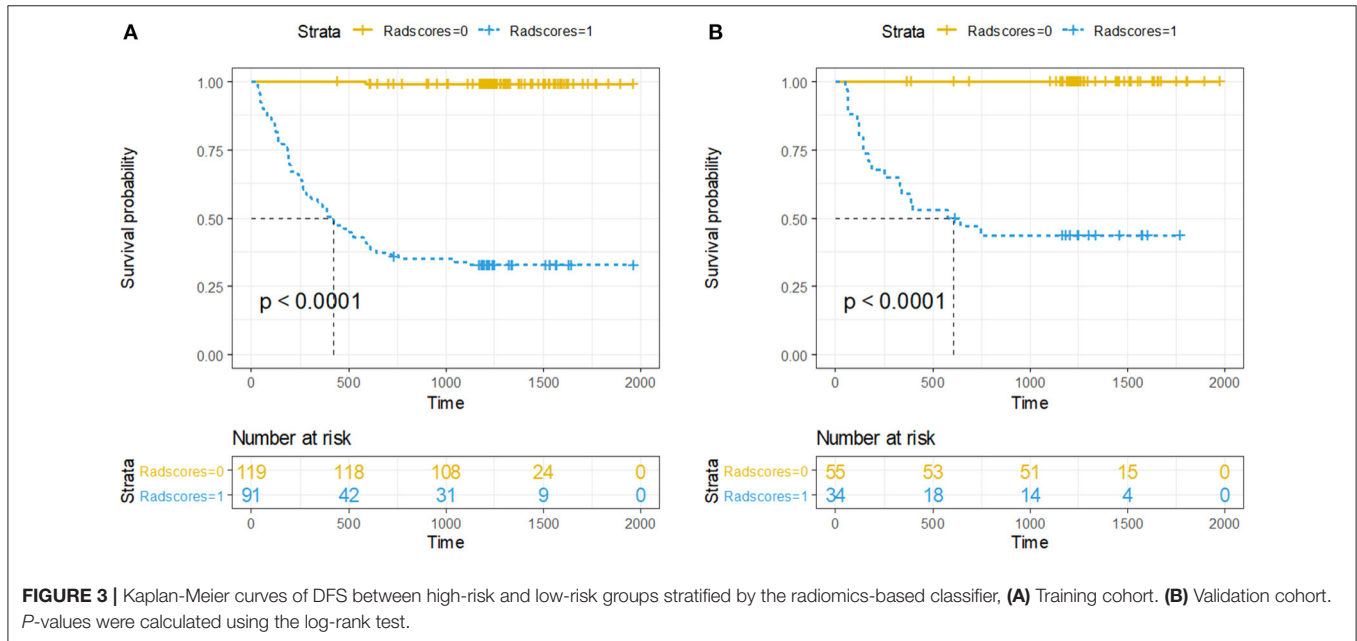 A
Strata Radscores=0 Radscores=1
Survival probability
1.00
0.75
0.50
0.25
0.00
p < 0.0001
0 500 1000 1500 2000
Time
Number at risk
Strata
Radscores=0 119 118 108 24 0
Radscores=1 91 42 31 9 0
0 500 1000 1500 2000
Time
B
Strata Radscores=0 Radscores=1
Survival probability
1.00
0.75
0.50
0.25
0.00
p < 0.0001
0 500 1000 1500 2000
Time
Number at risk
Strata
Radscores=0 55 53 51 15 0
Radscores=1 34 18 14 4 0
0 500 1000 1500 2000
Time
FIGURE 3 | Kaplan-Meier curves of DFS between high-risk and low-risk groups stratified by the radiomics-based classifier, (A) Training cohort. (B) Validation cohort.
P-values were calculated using the log-rank test.